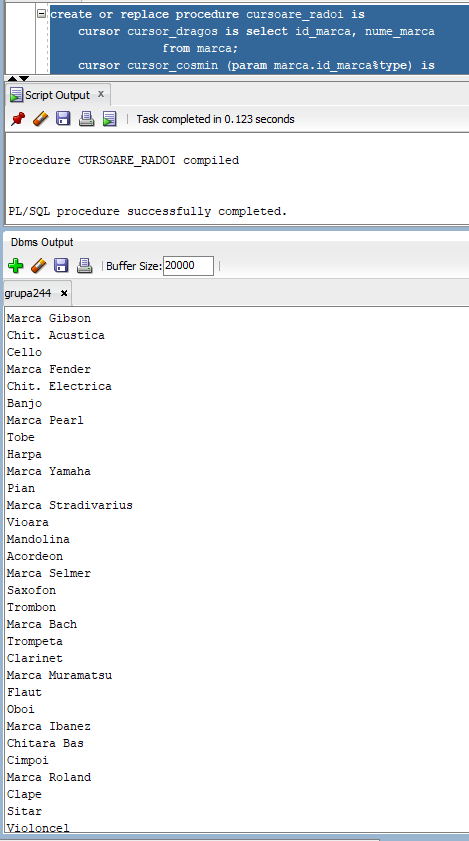 create or replace procedure cursoare_radoi is
cursor cursor_dragos is select id_marca, nume_marca
from marca;
cursor cursor_cosmin (param marca.id_marca%type) is
Script Output x
Task completed in 0.123 seconds
Procedure CURSOARE_RADOI compiled
PL/SQL procedure successfully completed.
Dbms Output
Buffer Size: 20000
grupa244 x
Marca Gibson
Chit. Acustica
Cello
Marca Fender
Chit. Electrica
Banjo
Marca Pearl
Tobe
Harpa
Marca Yamaha
Pian
Marca Stradivarius
Vioara
Mandolina
Acordeon
Marca Selmer
Saxofon
Trombon
Marca Bach
Trompeta
Clarinet
Marca Muramatsu
Flaut
Oboi
Marca Ibanez
Chitara Bas
Cimpoi
Marca Roland
Clape
Sitar
Violoncel